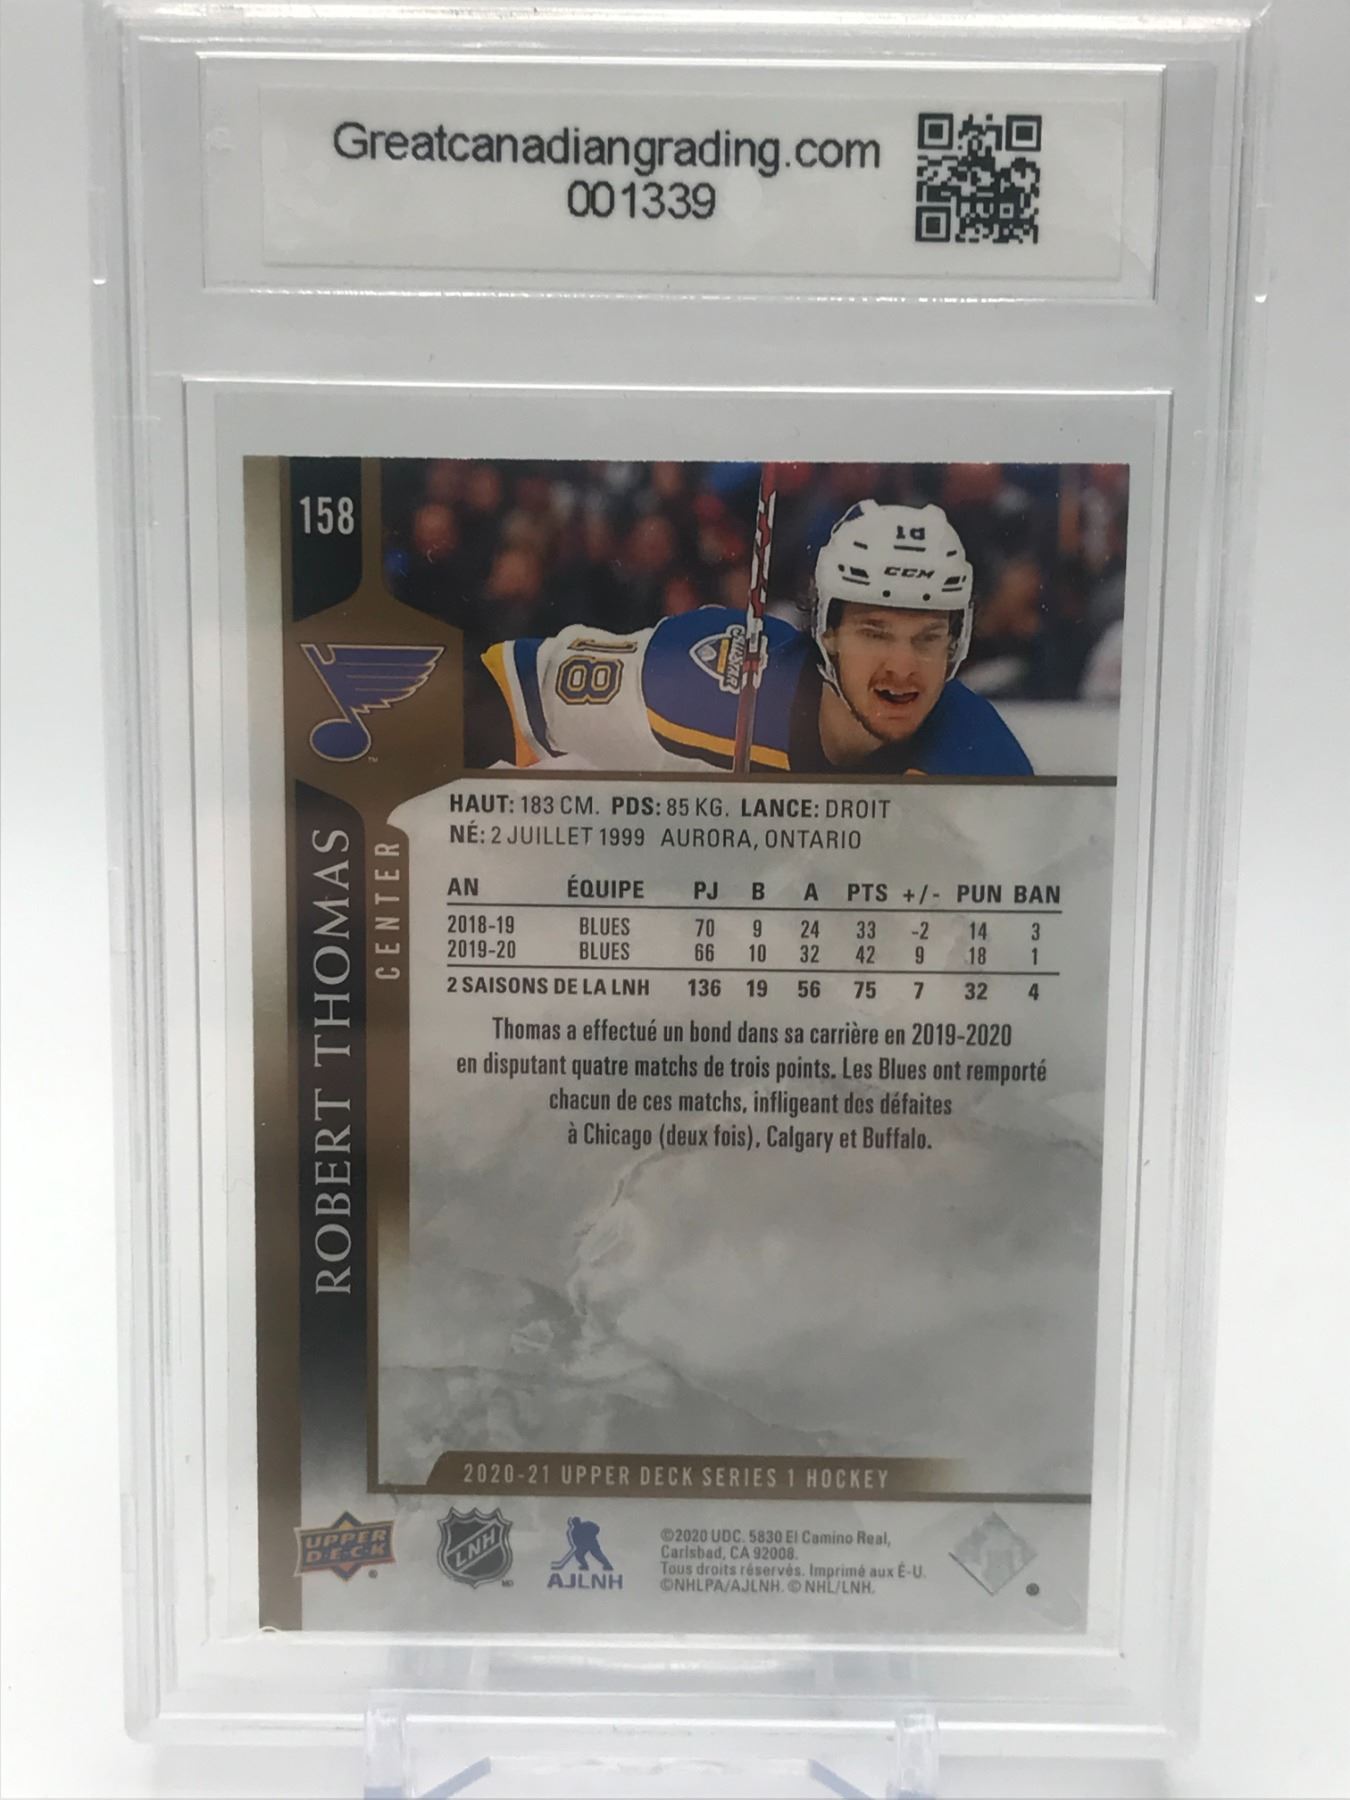 Greatcanadiangrading.com
001339
158
18
CCM
18
ROBERT THOMAS
CENTER
HAUT: 183 CM. PDS: 85 KG. LANCE: DROIT
NÉ: 2 JUILLET 1999 AURORA, ONTARIO
AN ÉQUIPE PJ B A PTS +/- PUN BAN
2018-19 BLUES 70 9 24 33 -2 14 3
2019-20 BLUES 66 10 32 42 9 18 1
2 SAISONS DE LA LNH 136 19 56 75 7 32 4
Thomas a effectué un bond dans sa carrière en 2019-2020
en disputant quatre matchs de trois points. Les Blues ont remporté
chacun de ces matchs, infligeant des défaites
à Chicago (deux fois), Calgary et Buffalo.
2020-21 UPPER DECK SERIES 1 HOCKEY
UPPER
D·E·C·K
LNH
AJLNH
©2020 UDC. 5830 El Camino Real,
Carlsbad, CA 92008.
Tous droits réservés. Imprimé aux É-U.
©NHLPA/AJLNH. © NHL/LNH.